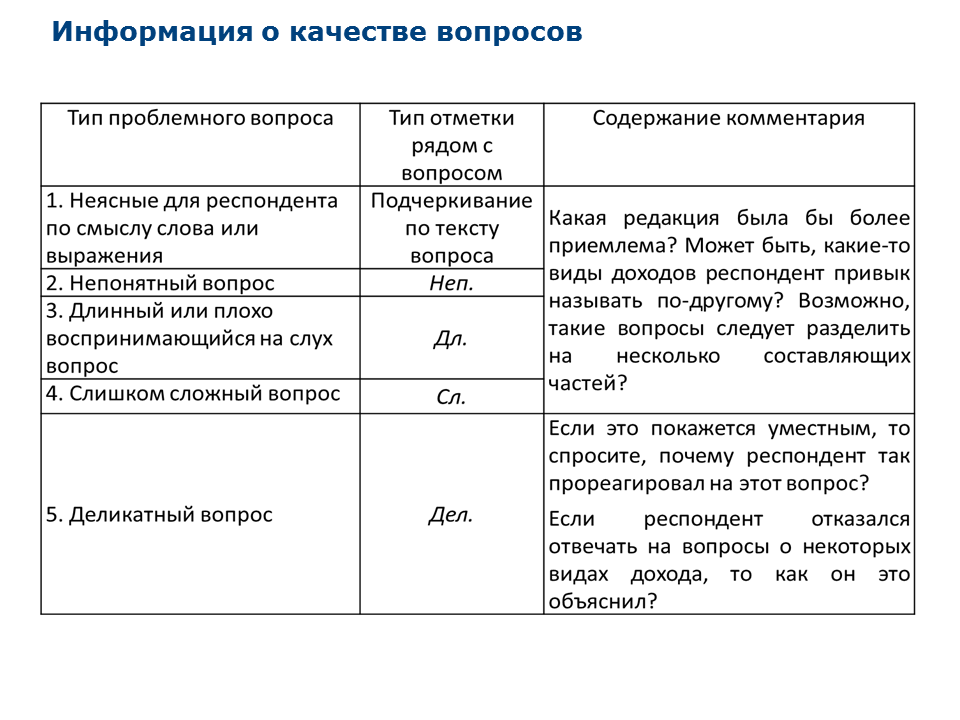 Информация о качестве вопросов
Тип проблемного вопроса
Тип отметки
рядом с
вопросом
Содержание комментария
1. Неясные для респондента
по смыслу слова или
выражения
Подчеркивание
по тексту
вопроса
Какая редакция была бы более
приемлема? Может быть, какие-то
виды доходов респондент привык
называть по-другому? Возможно,
такие вопросы следует разделить
на несколько составляющих
частей?
2. Непонятный вопрос
Неп.
3. Длинный или плохо
воспринимающийся на слух
вопрос
Дл.
4. Слишком сложный вопрос
Сл.
5. Деликатный вопрос
Дел.
Если это покажется уместным, то
спросите, почему респондент так
прореагировал на этот вопрос?
Если респондент отказался
отвечать на вопросы о некоторых
видах дохода, то как он это
объяснил?